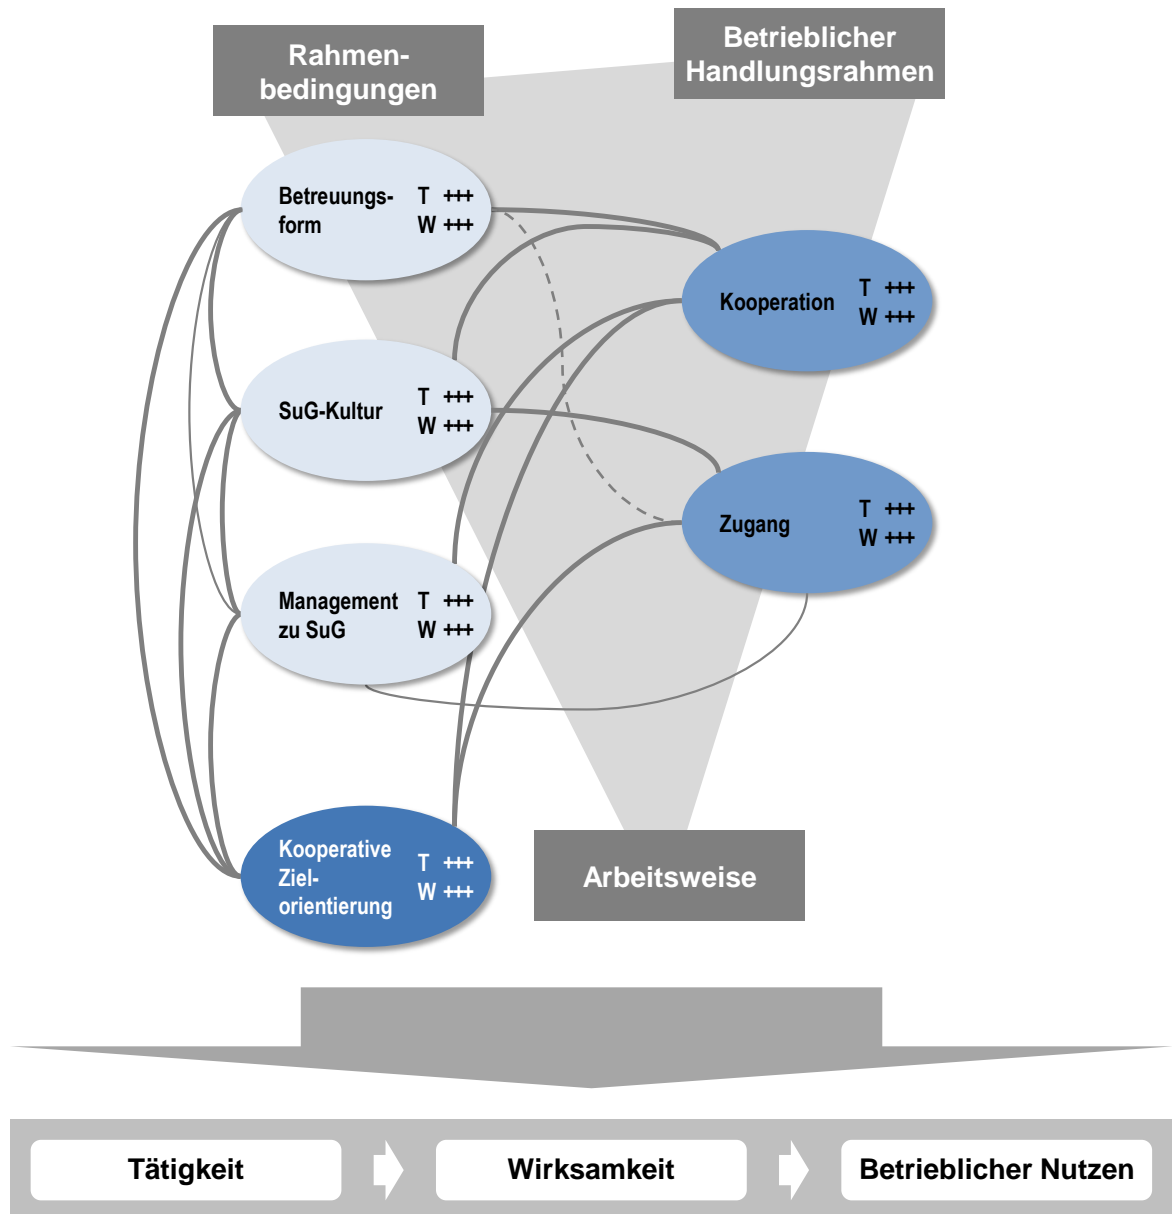 Rahmen-
bedingungen
Betrieblicher
Handlungsrahmen
Betreuungs-
form
T +++
W +++
Kooperation
T +++
W +++
SuG-Kultur
T +++
W +++
Zugang
T +++
W +++
Management
zu SuG
T +++
W +++
Kooperative
Ziel-
orientierung
T +++
W +++
Arbeitsweise
Tätigkeit
Wirksamkeit
Betrieblicher Nutzen